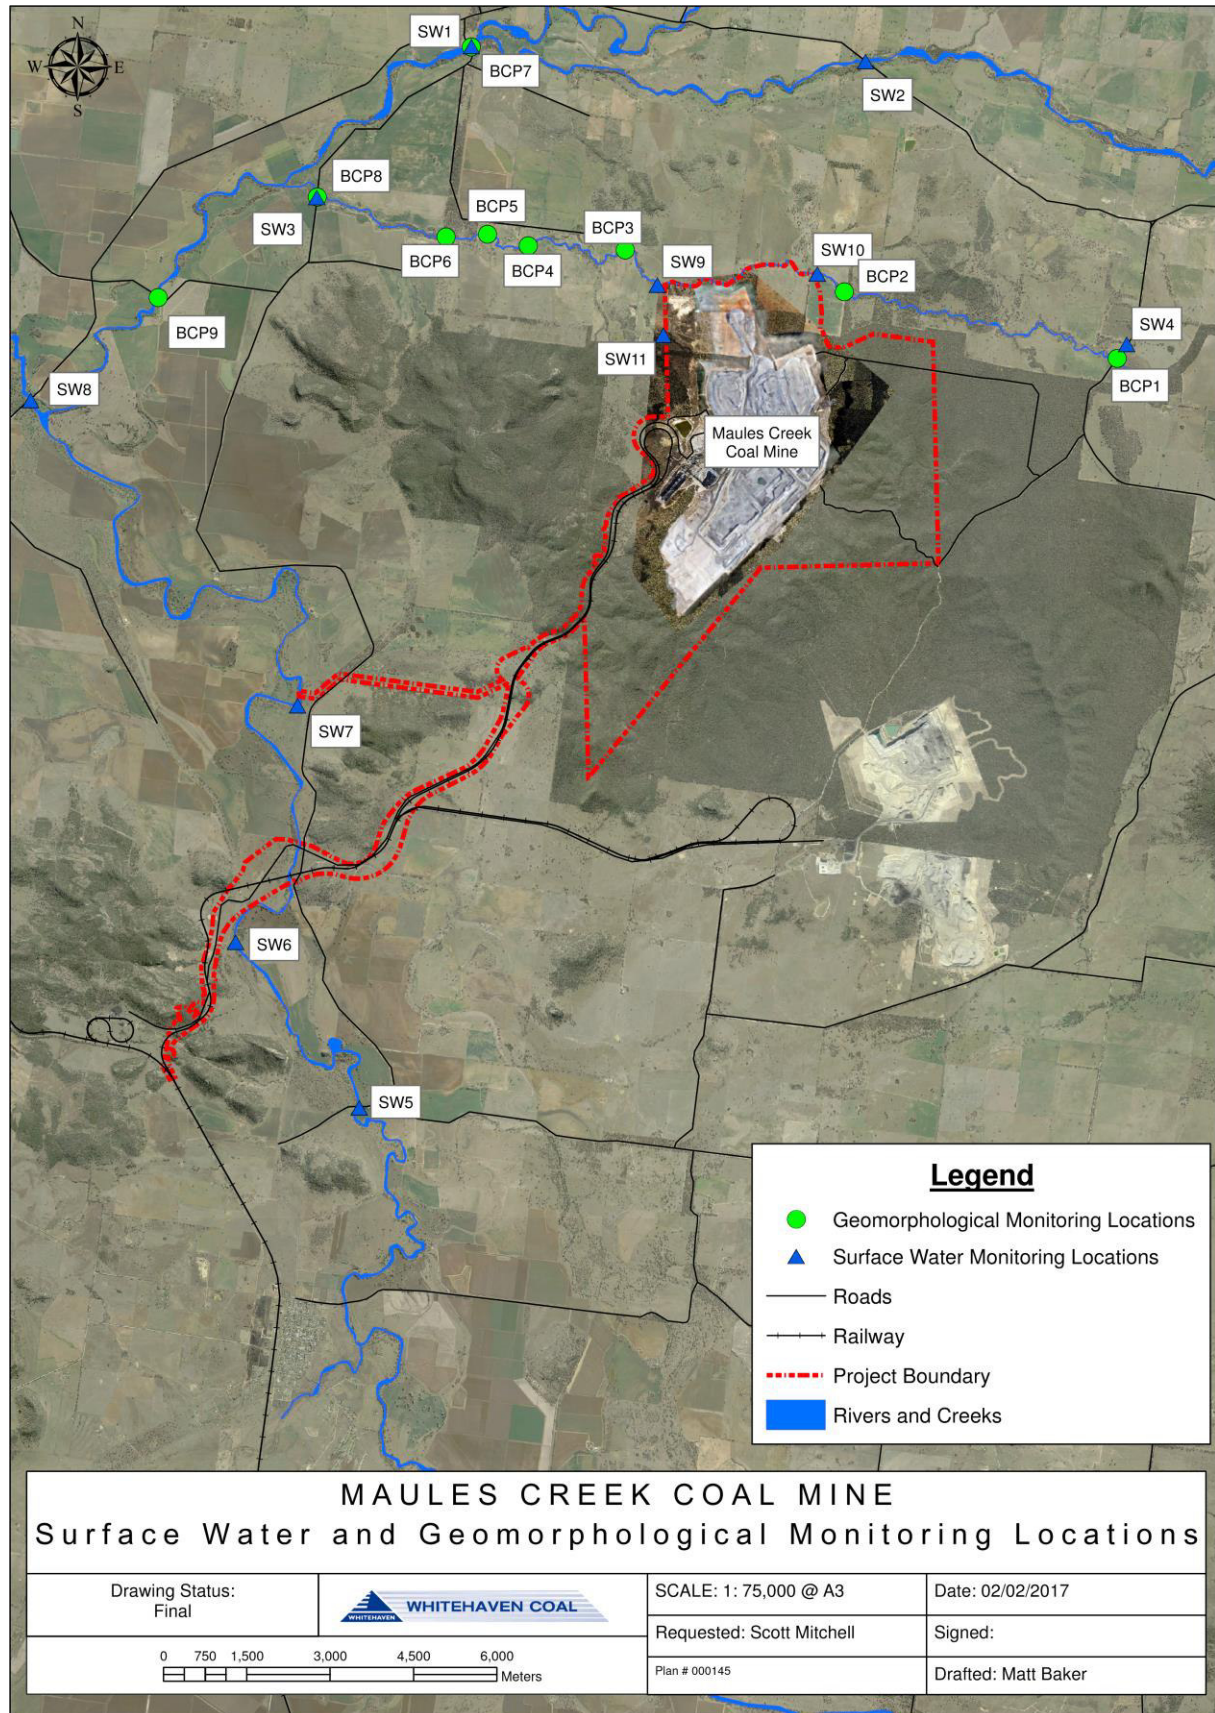 N
W E
S
SW1
BCP7
SW2
BCP8
SW3
BCP5
BCP3
BCP6
BCP4
SW9
SW10
BCP2
SW4
BCP9
SW11
BCP1
SW8
Maules Creek
Coal Mine
SW7
SW6
SW5
Legend
Geomorphological Monitoring Locations
Surface Water Monitoring Locations
Roads
Railway
Project Boundary
Rivers and Creeks
MAULES CREEK COAL MINE
Surface Water and Geomorphological Monitoring Locations
Drawing Status:
Final
WHITEHAVEN
WHITEHAVEN COAL
SCALE: 1: 75,000 @ A3
Date: 02/02/2017
Requested: Scott Mitchell
Signed:
0 750 1,500 3,000 4,500 6,000
Meters
Plan # 000145
Drafted: Matt Baker